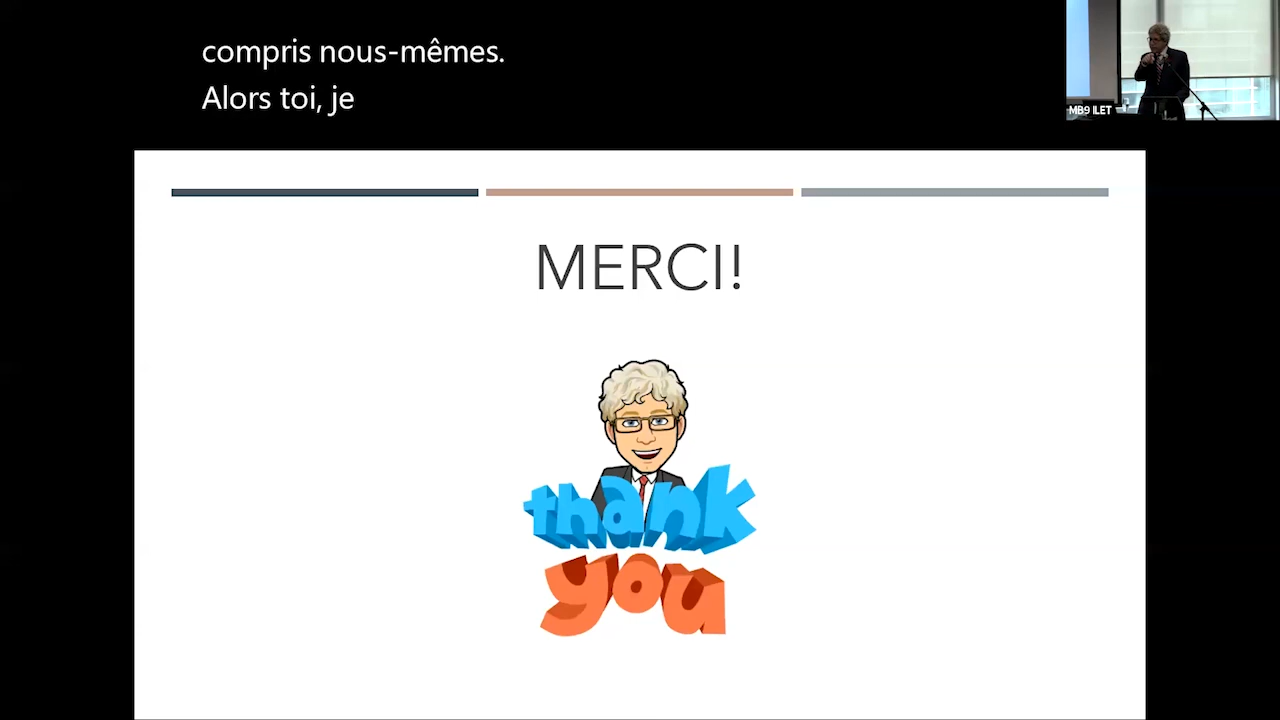 compris nous-mêmes.
Alors toi, je
MB9 ILET
MERCI!
thank
you